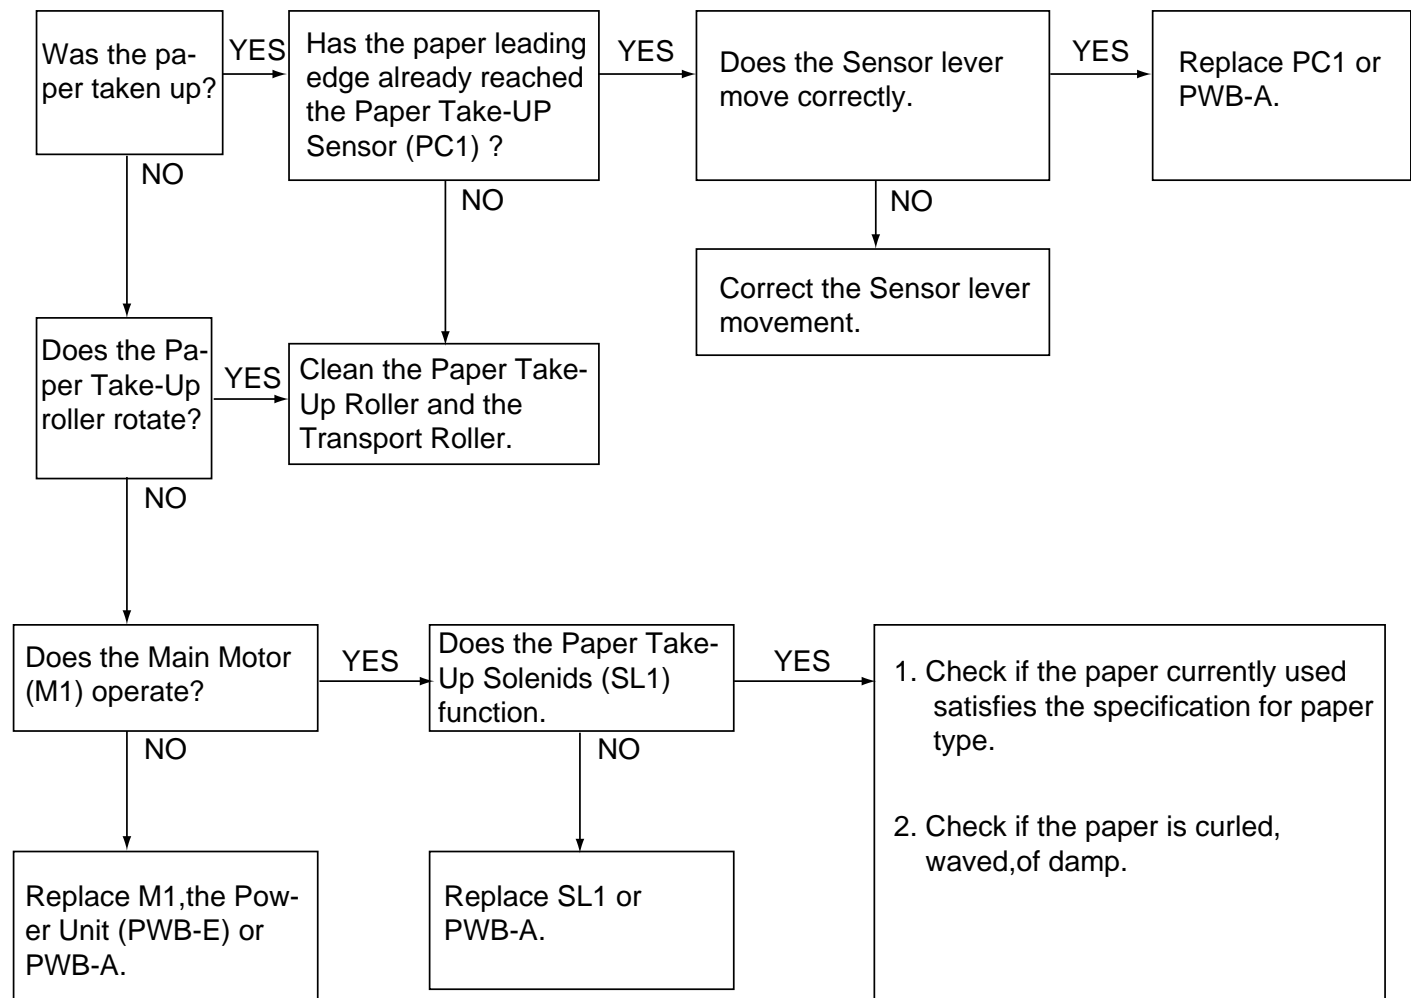 Was the pa-
per taken up?
YES
Has the paper leading
edge already reached
the Paper Take-UP
Sensor (PC1) ?
YES
Does the Sensor lever
move correctly.
YES
Replace PC1 or
PWB-A.
NO
NO
NO
Correct the Sensor lever
movement.
Does the Pa-
per Take-Up
roller rotate?
YES
Clean the Paper Take-
Up Roller and the
Transport Roller.
NO
Does the Main Motor
(M1) operate?
YES
Does the Paper Take-
Up Solenids (SL1)
function.
YES
1. Check if the paper currently used
satisfies the specification for paper
type.
2. Check if the paper is curled,
waved,of damp.
NO
NO
Replace M1,the Pow-
er Unit (PWB-E) or
PWB-A.
Replace SL1 or
PWB-A.